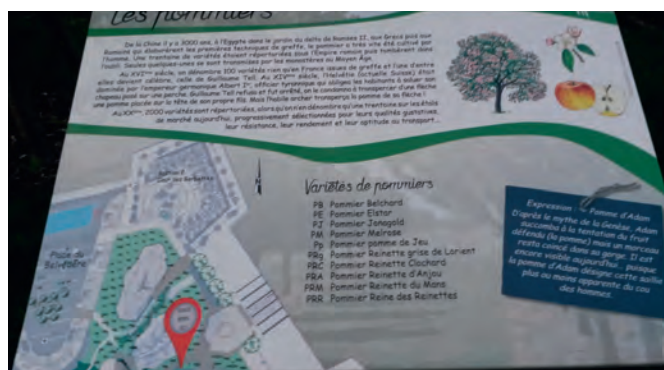 Les pommiers
De la Chine il y a 3000 ans, à l'Egypte dans le jardin du delta de Ramsès II, aux Grecs puis aux
Romains qui élaborèrent les premières techniques de greffe, le pommier a très vite été cultivé par
l'homme. Une trentaine de variétés étaient répertoriées sous l'Empire romain puis tombèrent dans
l'oubli. Seules quelques-unes se sont transmises par les monastères au Moyen Âge.
Au XVIème siècle, on dénombre 100 variétés rien qu'en France issues de greffe et l'une d'entre
elles devient célèbre, celle de Guillaume Tell. Au XIVème siècle, l'Helvétia (actuelle Suisse) était
dominée par l'empereur germanique Albert Ier, officier tyrannique qui obligea les habitants à saluer son
chapeau posé sur une perche. Guillaume Tell refusa et fut arrêté, on le condamna à transpercer d'une flèche
une pomme placée sur la tête de son propre fils. Mais l'habile archer transperça la pomme de sa flèche !
Au XXème, 2000 variétés sont répertoriées, alors qu'on n'en dénombre qu'une trentaine sur les étals
de marché aujourd'hui, progressivement sélectionnées pour leurs qualités gustatives,
leur résistance, leur rendement et leur aptitude au transport...
Variétés de pommiers
PB Pommier Belchard
PE Pommier Elstar
PJ Pommier Jonagold
PM Pommier Melrose
Pp Pommier pomme de Jeu
PRg Pommier Reinette grise de Lorient
PRC Pommier Reinette Clochard
PRA Pommier Reinette d'Anjou
PRM Pommier Reinette du Mans
PRR Pommier Reine des Reinettes
Expression : « Pomme d'Adam
D'après le mythe de la Genèse, Adam
succomba à la tentation du fruit
défendu (la pomme) mais un morceau
resta coincé dans sa gorge. Il est
encore visible aujourd'hui... puisque
la pomme d'Adam désigne cette saillie
plus ou moins apparente du cou
des hommes.
Place du
Belvédère